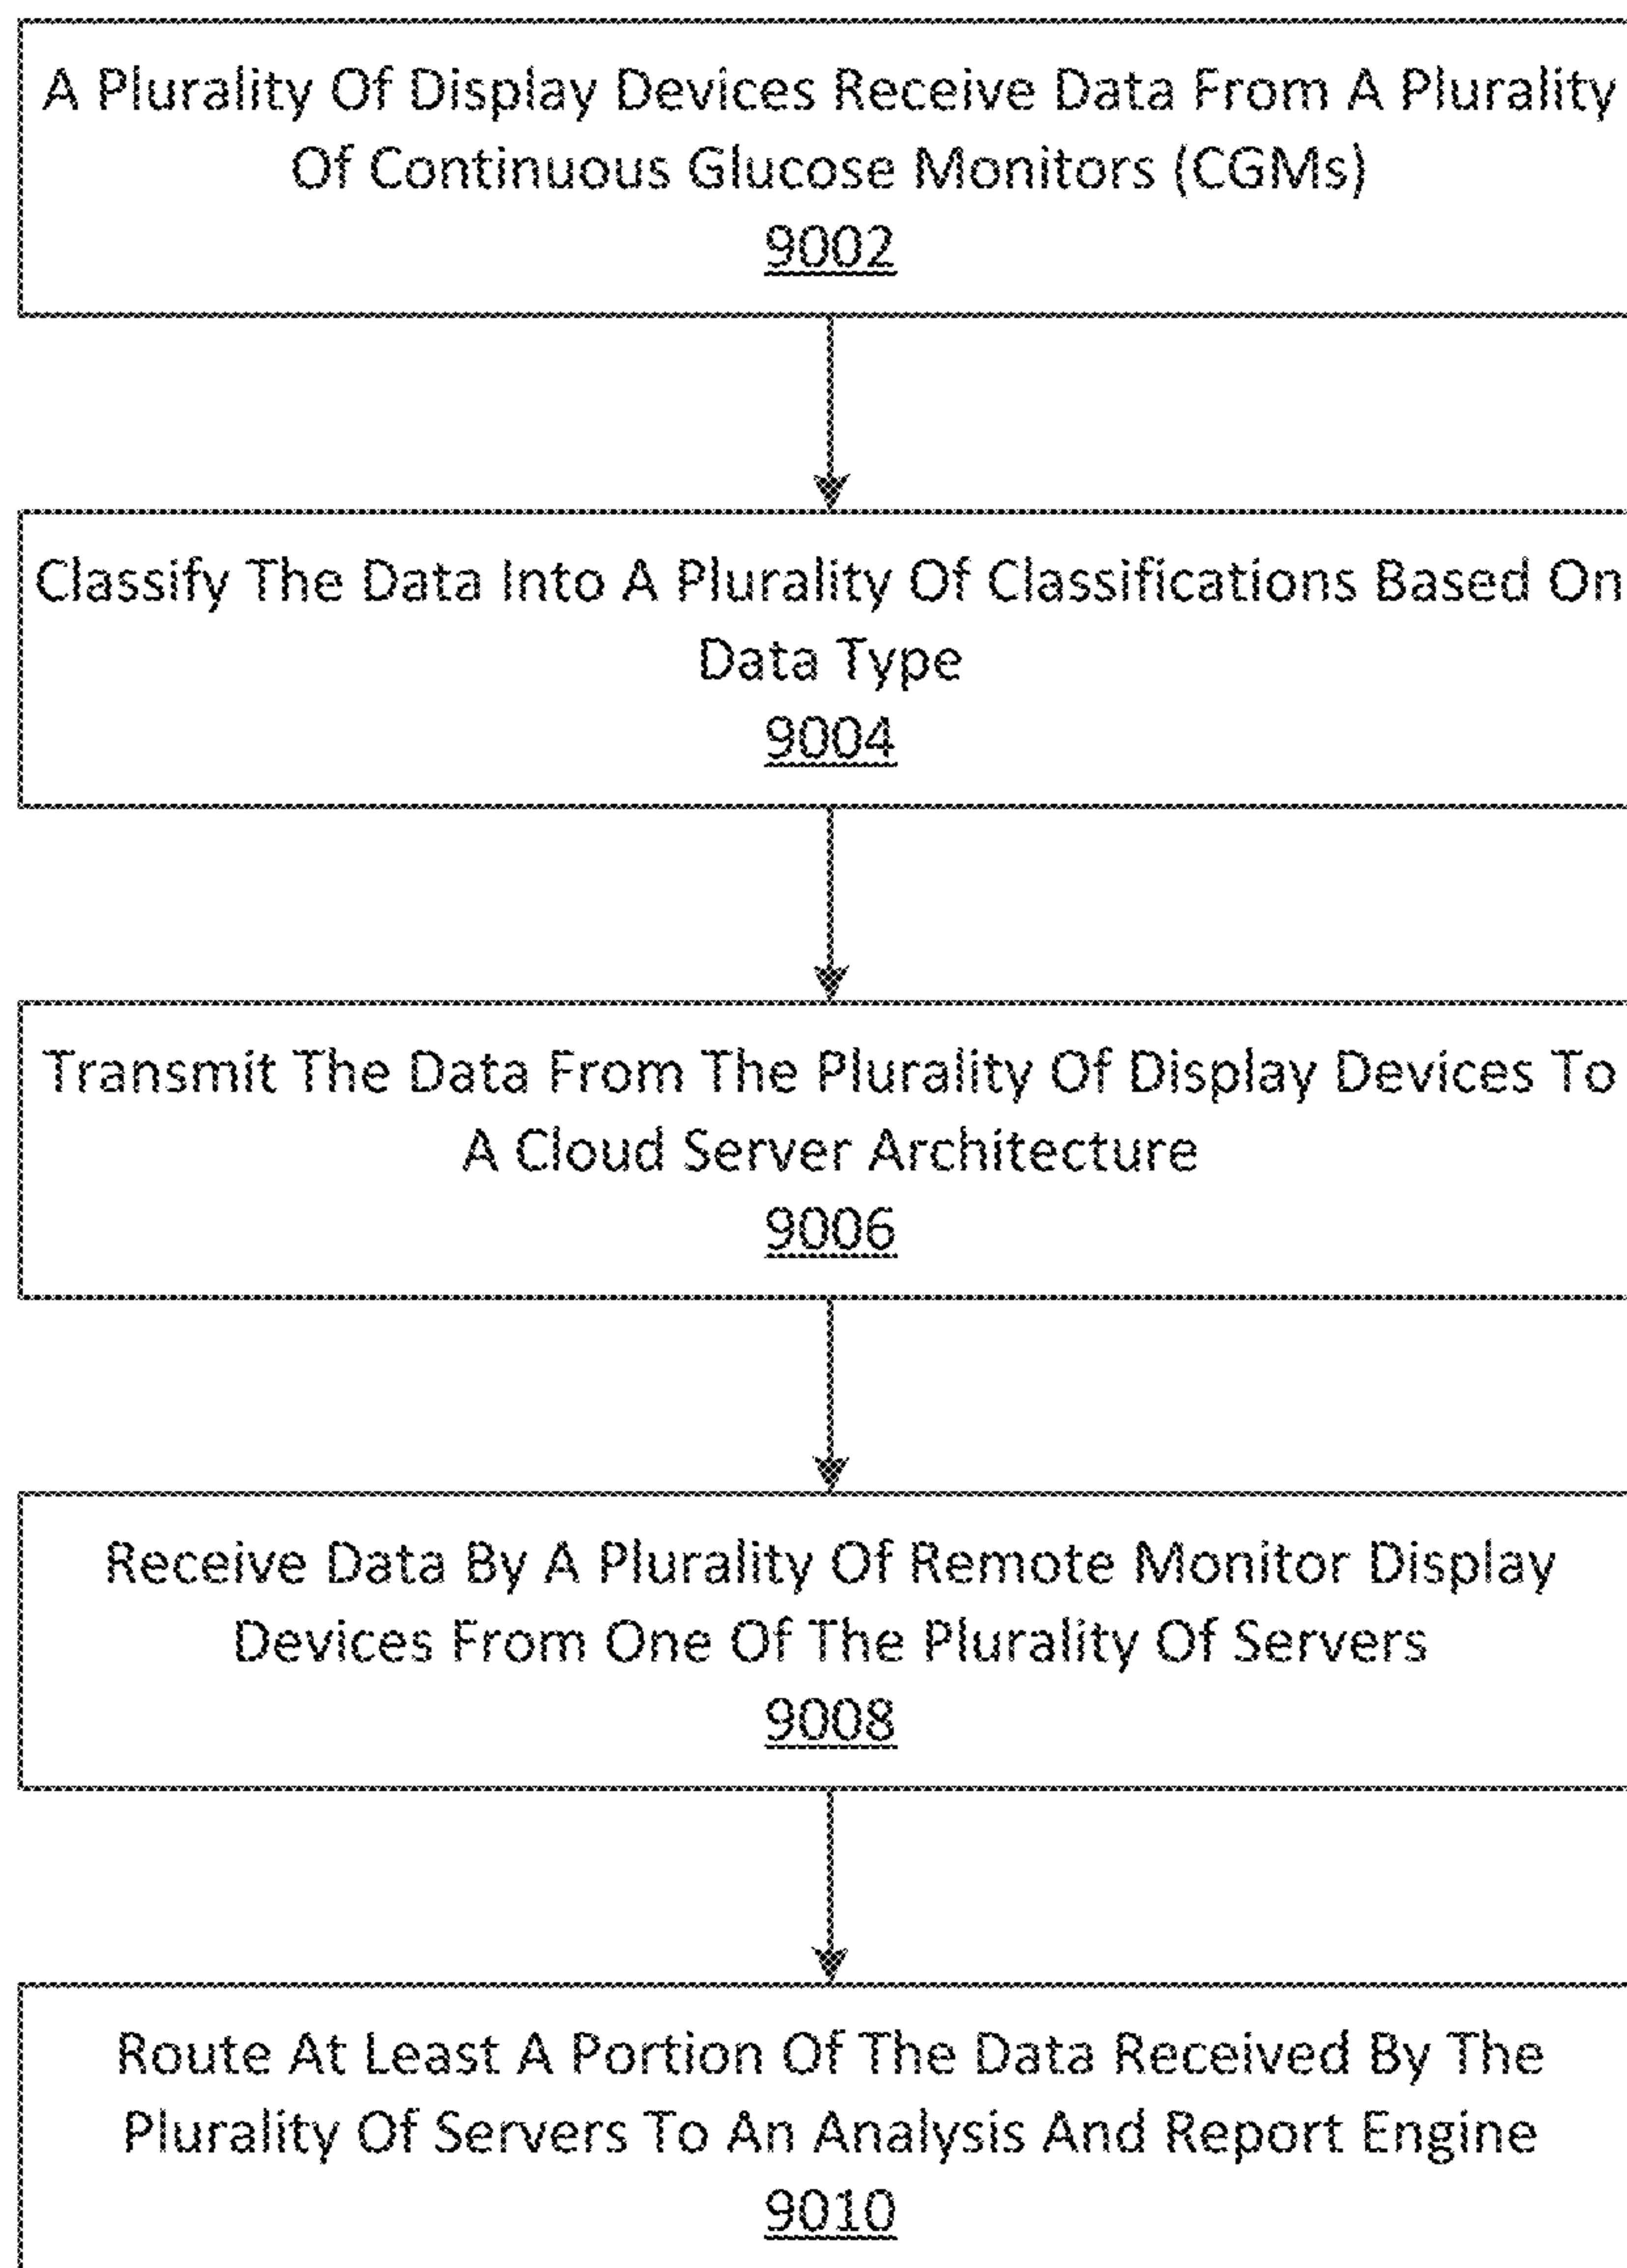 A Plurality Of Display Devices Receive Data From A Plurality
Of Continuous Glucose Monitors (CGMs)
9002
Classify The Data Into A Plurality Of Classifications Based On
Data Type
9004
Transmit The Data From The Plurality Of Display Devices To
A Cloud Server Architecture
9006
Receive Data By A Plurality Of Remote Monitor Display
Devices From One Of The Plurality Of Servers
9008
Route At Least A Portion Of The Data Received By The
Plurality Of Servers To An Analysis And Report Engine
9010